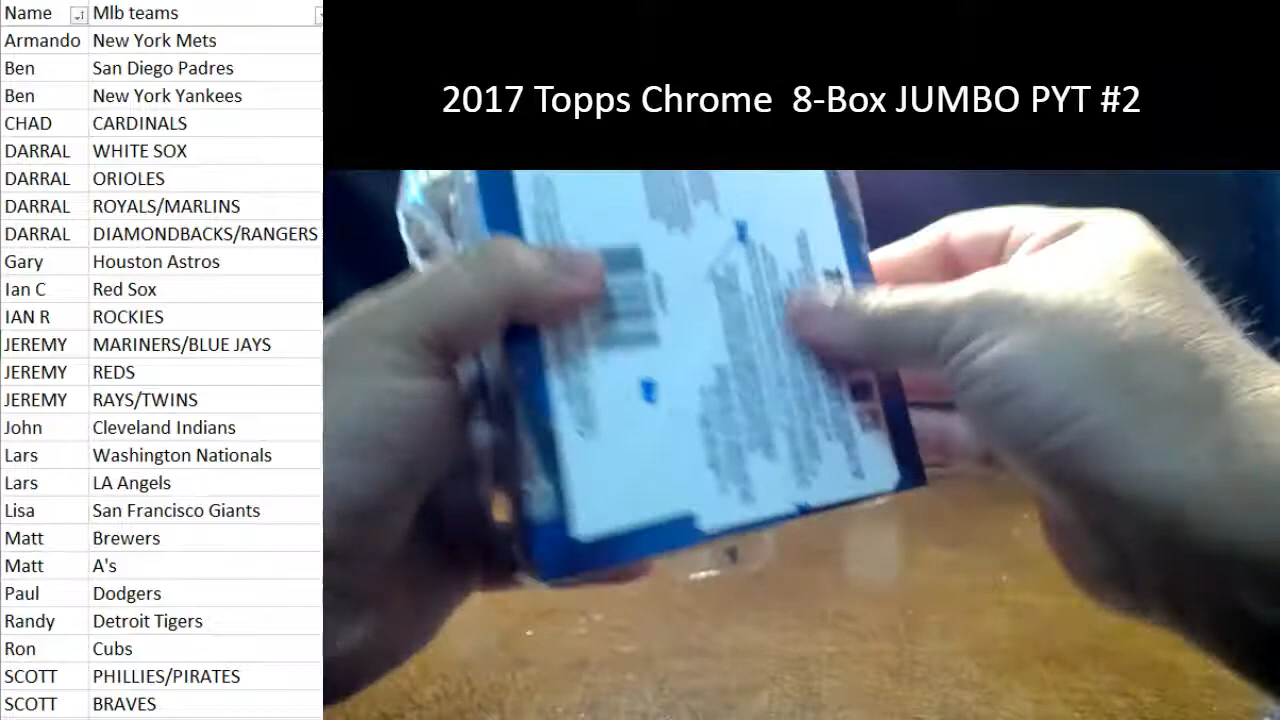 Name Mlb teams
Armando New York Mets
Ben San Diego Padres
Ben New York Yankees
CHAD CARDINALS
DARRAL WHITE SOX
DARRAL ORIOLES
DARRAL ROYALS/MARLINS
DARRAL DIAMONDBACKS/RANGERS
Gary Houston Astros
Ian C Red Sox
IAN R ROCKIES
JEREMY MARINERS/BLUE JAYS
JEREMY REDS
JEREMY RAYS/TWINS
John Cleveland Indians
Lars Washington Nationals
Lars LA Angels
Lisa San Francisco Giants
Matt Brewers
Matt A's
Paul Dodgers
Randy Detroit Tigers
Ron Cubs
SCOTT PHILLIES/PIRATES
SCOTT BRAVES
2017 Topps Chrome 8-Box JUMBO PYT #2